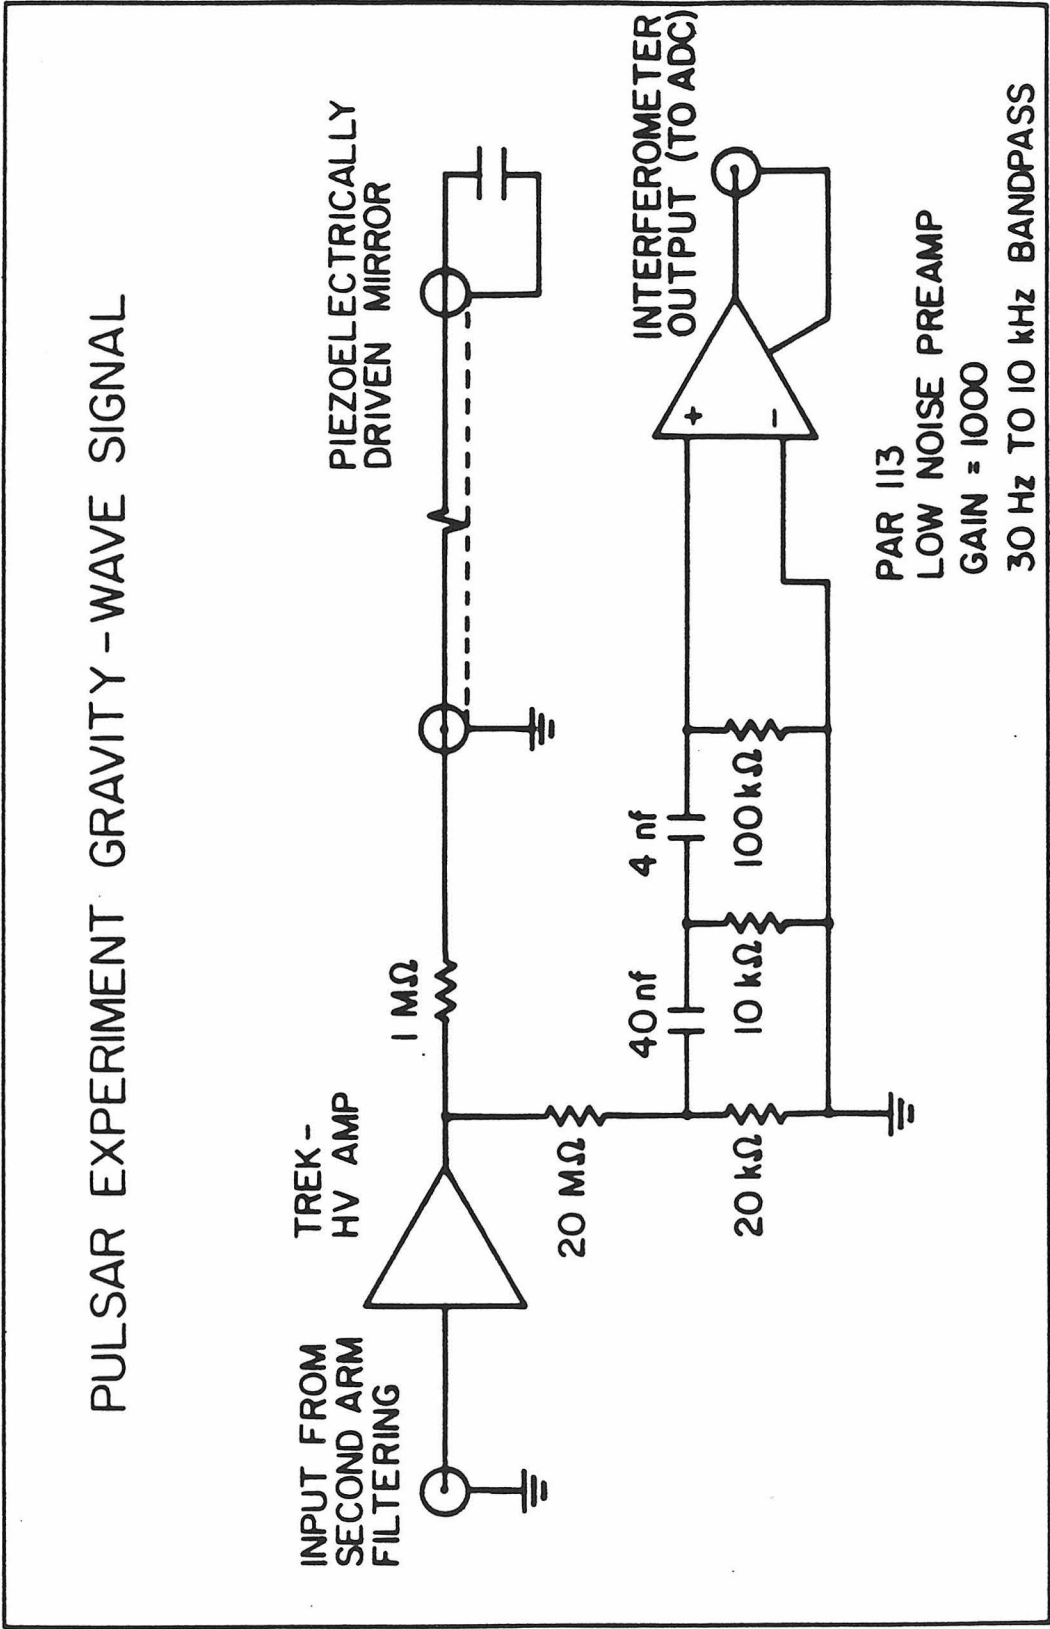 PULSAR EXPERIMENT GRAVITY-WAVE SIGNAL
INPUT FROM
SECOND ARM
FILTERING
TREK-
HV AMP
1 MΩ
PIEZOELECTRICALLY
DRIVEN MIRROR
20 MΩ
20 kΩ
40 nf
10 kΩ
4 nf
100 kΩ
+
-
INTERFEROMETER
OUTPUT (TO ADC)
PAR 113
LOW NOISE PREAMP
GAIN = 1000
30 Hz TO 10 kHz BANDPASS